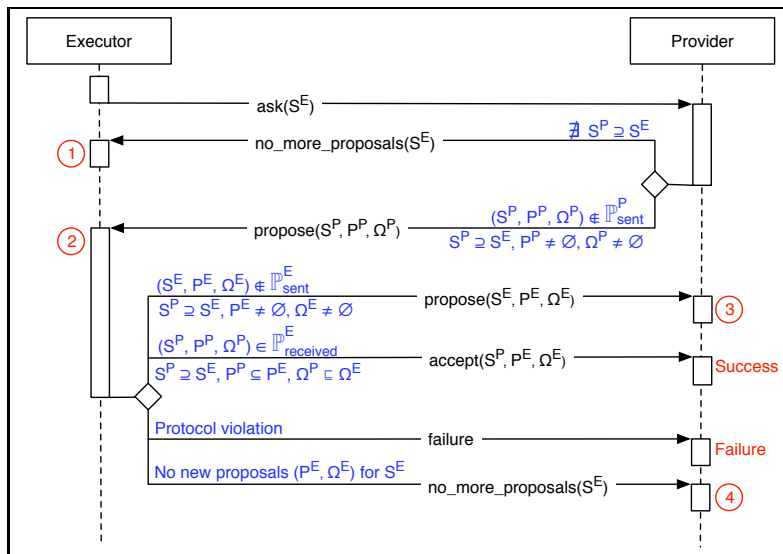 Executor
Provider
ask(S^E)
∄ S^P ⊇ S^E
1
no_more_proposals(S^E)
2
(S^P, P^P, Ω^P) ∉ ℙ^P_sent
propose(S^P, P^P, Ω^P)
S^P ⊇ S^E, P^P ≠ ∅, Ω^P ≠ ∅
(S^E, P^E, Ω^E) ∉ ℙ^E_sent
propose(S^E, P^E, Ω^E)
3
S^P ⊇ S^E, P^E ≠ ∅, Ω^E ≠ ∅
(S^P, P^P, Ω^P) ∈ ℙ^E_received
accept(S^P, P^E, Ω^E)
Success
S^P ⊇ S^E, P^P ⊆ P^E, Ω^P ⊑ Ω^E
Protocol violation
failure
Failure
No new proposals (P^E, Ω^E) for S^E
no_more_proposals(S^E)
4